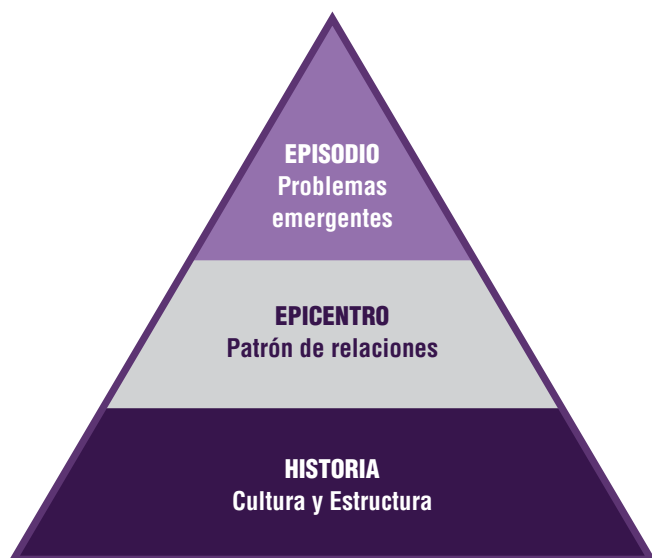 EPISODIO
Problemas
emergentes
EPICENTRO
Patrón de relaciones
HISTORIA
Cultura y Estructura